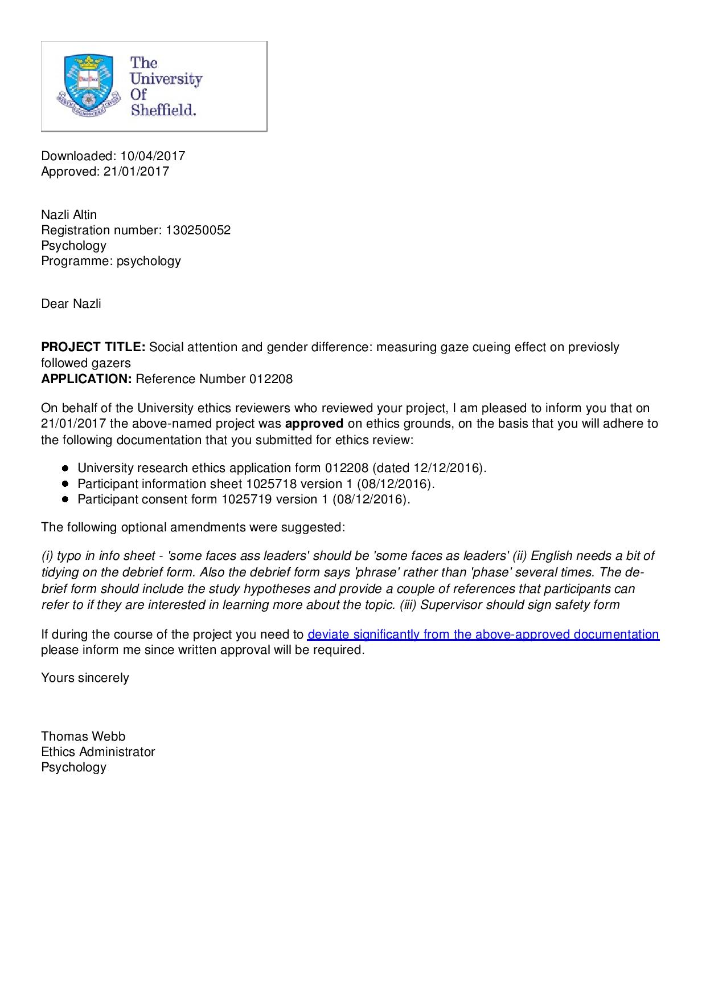 The
University
Of
Sheffield.
Downloaded: 10/04/2017
Approved: 21/01/2017
Nazli Altin
Registration number: 130250052
Psychology
Programme: psychology
Dear Nazli
PROJECT TITLE: Social attention and gender difference: measuring gaze cueing effect on previosly
followed gazers
APPLICATION: Reference Number 012208
On behalf of the University ethics reviewers who reviewed your project, I am pleased to inform you that on
21/01/2017 the above-named project was approved on ethics grounds, on the basis that you will adhere to
the following documentation that you submitted for ethics review:
● University research ethics application form 012208 (dated 12/12/2016).
● Participant information sheet 1025718 version 1 (08/12/2016).
● Participant consent form 1025719 version 1 (08/12/2016).
The following optional amendments were suggested:
(i) typo in info sheet - 'some faces ass leaders' should be 'some faces as leaders' (ii) English needs a bit of
tidying on the debrief form. Also the debrief form says 'phrase' rather than 'phase' several times. The de-
brief form should include the study hypotheses and provide a couple of references that participants can
refer to if they are interested in learning more about the topic. (iii) Supervisor should sign safety form
If during the course of the project you need to deviate significantly from the above-approved documentation
please inform me since written approval will be required.
Yours sincerely
Thomas Webb
Ethics Administrator
Psychology